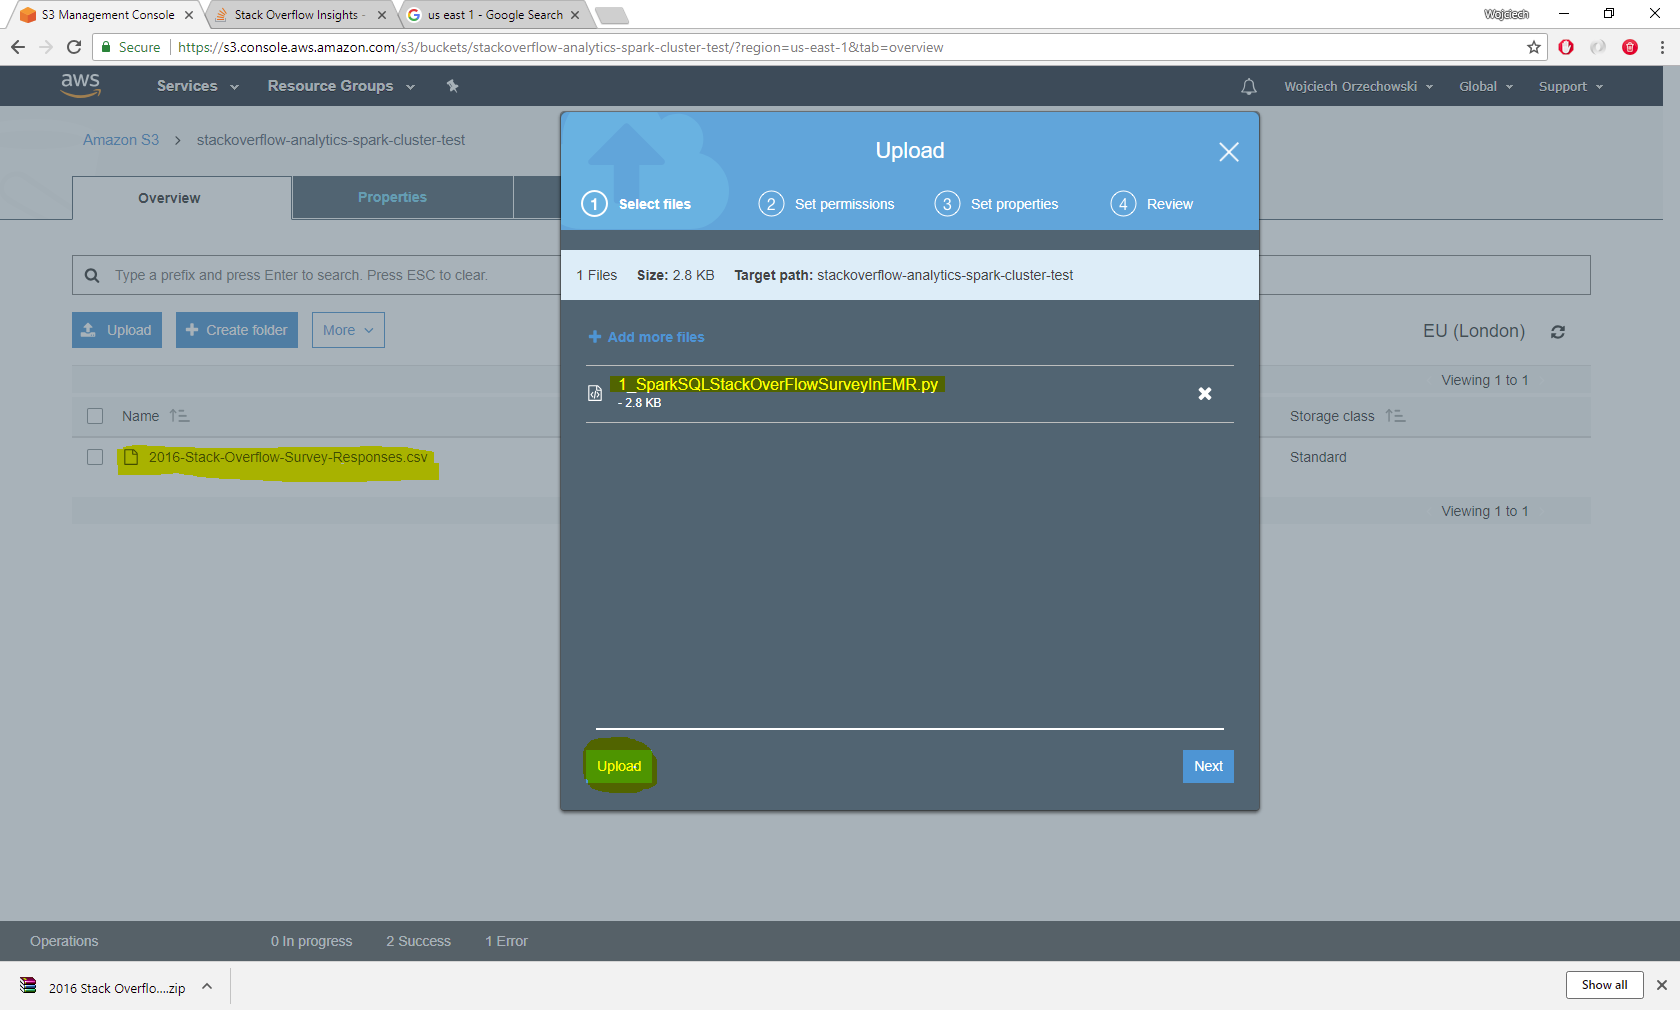 S3 Management Console
Stack Overflow Insights -
us east 1 - Google Search
Wojciech
Secure
https://s3.console.aws.amazon.com/s3/buckets/stackoverflow-analytics-spark-cluster-test/?region=us-east-1&tab=overview
aws
Services
Resource Groups
Wojciech Orzechowski
Global
Support
Amazon S3 > stackoverflow-analytics-spark-cluster-test
Overview
Properties
Type a prefix and press Enter to search. Press ESC to clear.
Upload
Create folder
More
EU (London)
Viewing 1 to 1
Name
Storage class
2016-Stack-Overflow-Survey-Responses.csv
Standard
Viewing 1 to 1
Upload
1 Select files
2 Set permissions
3 Set properties
4 Review
1 Files Size: 2.8 KB Target path: stackoverflow-analytics-spark-cluster-test
Add more files
1_SparkSQLStackOverFlowSurveyInEMR.py
- 2.8 KB
Upload
Next
Operations
0 In progress
2 Success
1 Error
2016 Stack Overflo....zip
Show all